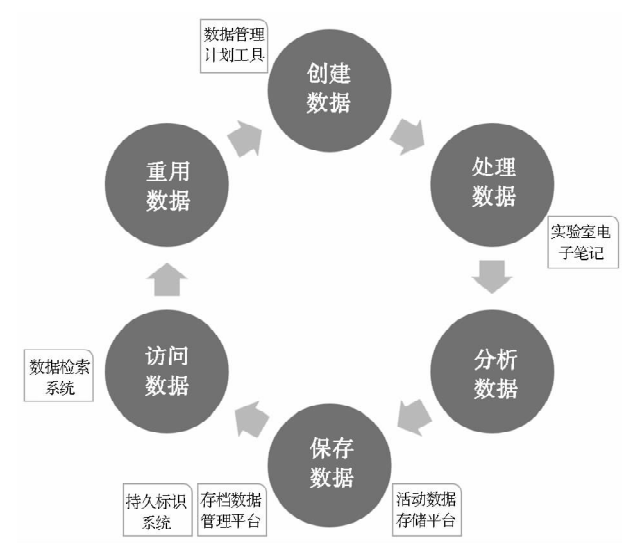 数据管理
计划工具
创建
数据
重用
数据
处理
数据
实验室电
子笔记
访问
数据
数据检索
系统
分析
数据
保存
数据
持久标识
系统
存档数据
管理平台
活动数据
存储平台